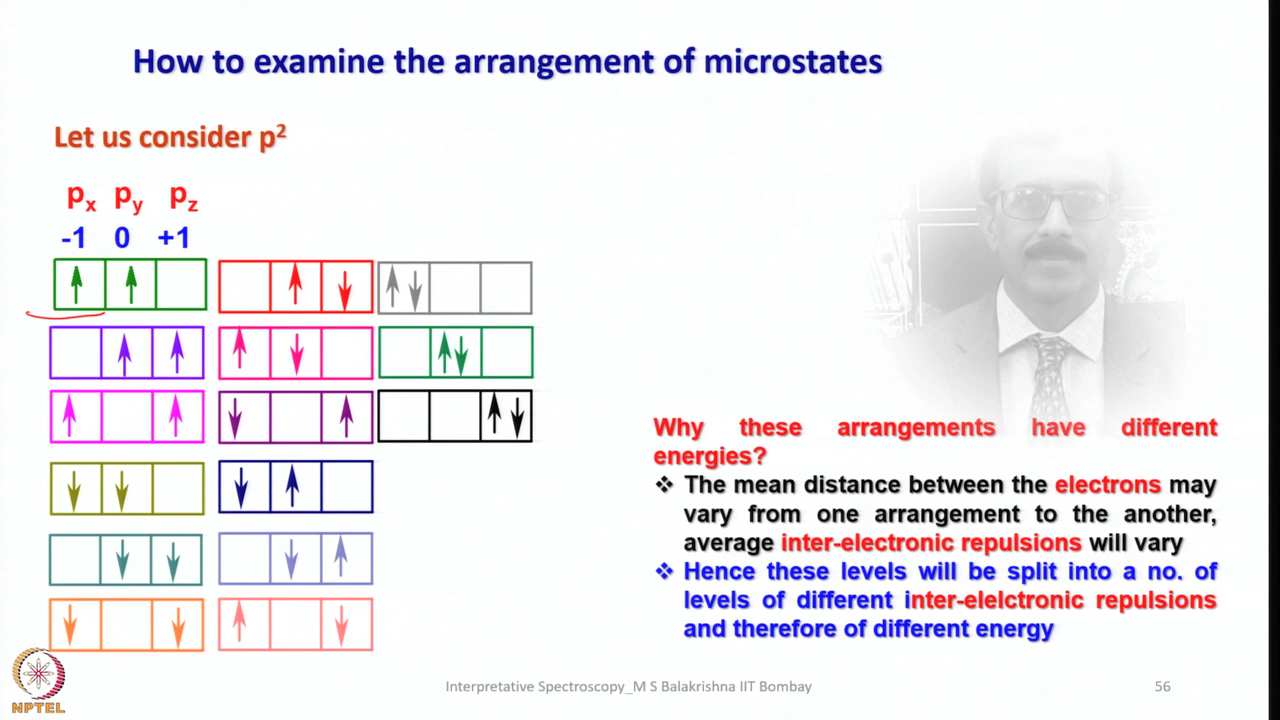 How to examine the arrangement of microstates
Let us consider p²
pₓ pᵧ p_z
-1 0 +1
Why these arrangements have different
energies?
❖ The mean distance between the electrons may
vary from one arrangement to the another,
average inter-electronic repulsions will vary
❖ Hence these levels will be split into a no. of
levels of different inter-elelctronic repulsions
and therefore of different energy
NPTEL
Interpretative Spectroscopy_M S Balakrishna IIT Bombay
56